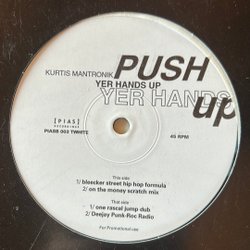 KURTIS MANTRONIK
PUSH
YER HANDS UP
YER HANDS
up
[PIAS]
RECORDINGS
PIASB 003 TWHITE
45 RPM
This side
1/ bleecker street hip hop formula
2/ on the money scratch mix
That side
1/ one rascal jump dub
2/ Deejay Punk-Roc Radio
For Promotional use